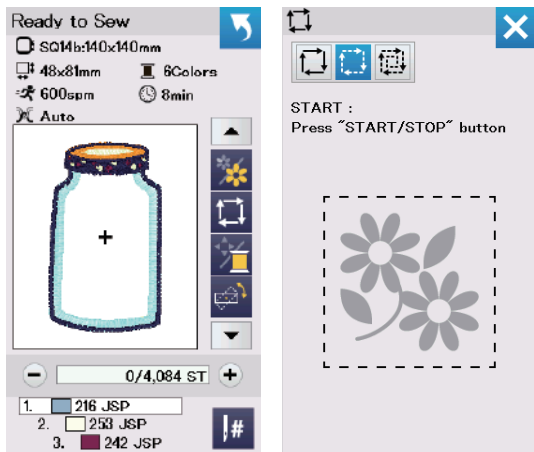 Ready to Sew
SQ14b:140x140mm
48x81mm 6Colors
600spm 8min
Auto
0/4,084 ST
1. 216 JSP
2. 253 JSP
3. 242 JSP
#
START :
Press "START/STOP" button